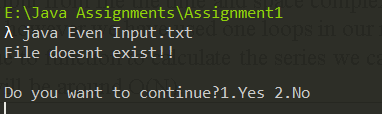 E:\Java Assignments\Assignment1
λ java Even Input.txt
File doesnt exist!!
Do you want to continue?1.Yes 2.No